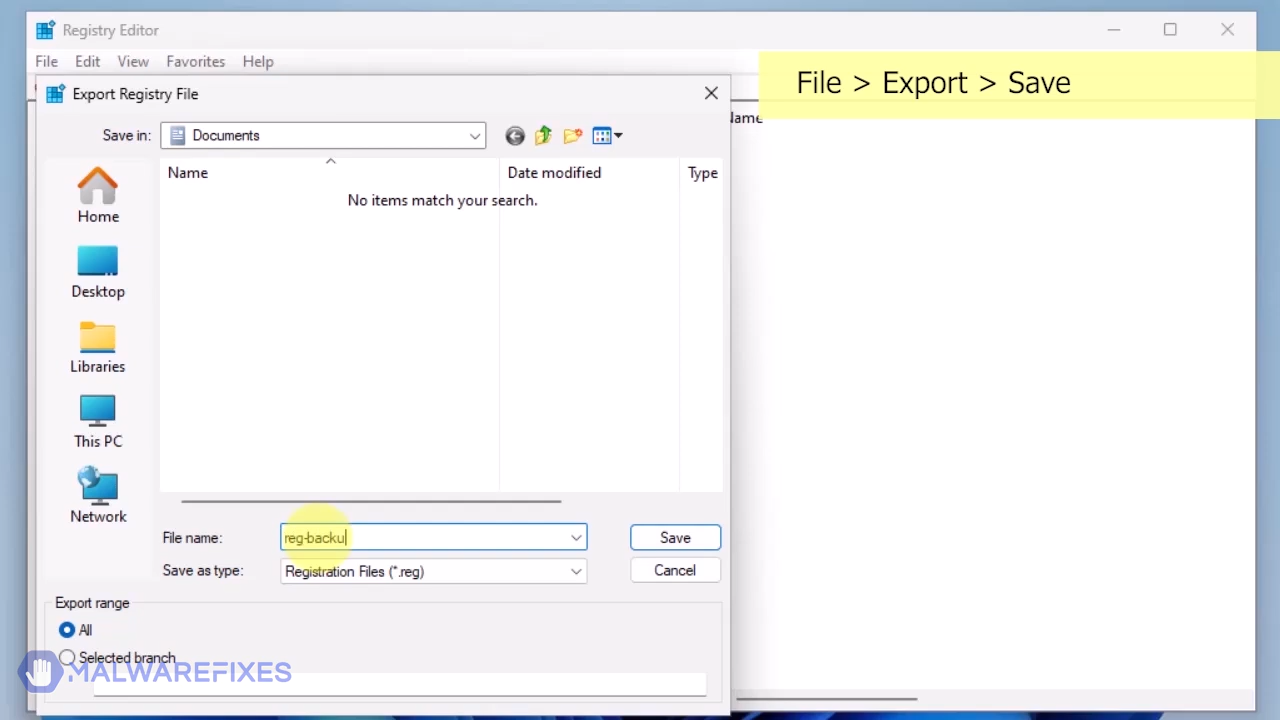 Registry Editor
File Edit View Favorites Help
File > Export > Save
Export Registry File
Save in: Documents
Name
Name Date modified Type
No items match your search.
Home
Desktop
Libraries
This PC
Network
File name: reg-backu Save
Save as type: Registration Files (*.reg) Cancel
Export range
All
Selected branch
MALWAREFIXES